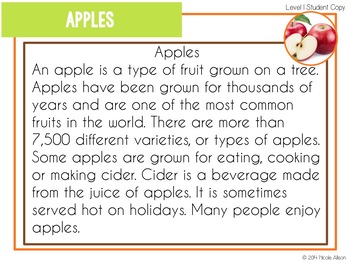 Level 1 Student Copy
APPLES
Apples
An apple is a type of fruit grown on a tree.
Apples have been grown for thousands of
years and are one of the most common
fruits in the world. There are more than
7,500 different varieties, or types of apples.
Some apples are grown for eating, cooking
or making cider. Cider is a beverage made
from the juice of apples. It is sometimes
served hot on holidays. Many people enjoy
apples.
© 2014 Nicole Allison